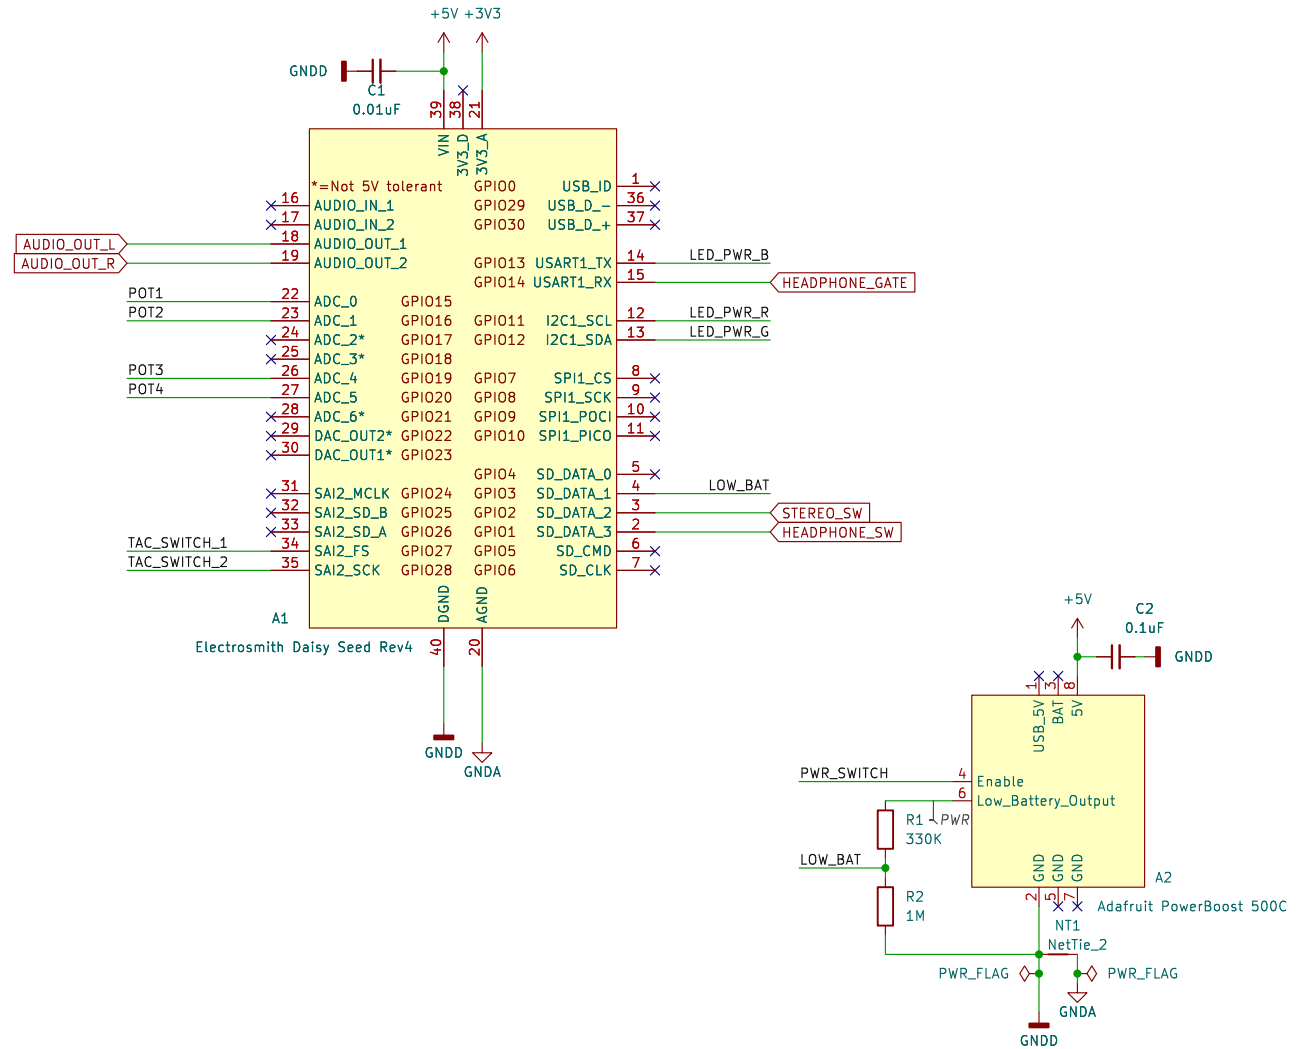 +5V +3V3
GNDD
C1
0.01uF
39 38 21
VIN 3V3_D 3V3_A
*=Not 5V tolerant GPIO0 USB_ID 1
16 AUDIO_IN_1 GPIO29 USB_D_- 36
17 AUDIO_IN_2 GPIO30 USB_D_+ 37
AUDIO_OUT_L 18 AUDIO_OUT_1
AUDIO_OUT_R 19 AUDIO_OUT_2 GPIO13 USART1_TX 14 LED_PWR_B
GPIO14 USART1_RX 15 HEADPHONE_GATE
POT1 22 ADC_0 GPIO15
POT2 23 ADC_1 GPIO16 GPIO11 I2C1_SCL 12 LED_PWR_R
24 ADC_2* GPIO17 GPIO12 I2C1_SDA 13 LED_PWR_G
25 ADC_3* GPIO18
POT3 26 ADC_4 GPIO19 GPIO7 SPI1_CS 8
POT4 27 ADC_5 GPIO20 GPIO8 SPI1_SCK 9
28 ADC_6* GPIO21 GPIO9 SPI1_POCI 10
29 DAC_OUT2* GPIO22 GPIO10 SPI1_PICO 11
30 DAC_OUT1* GPIO23
GPIO4 SD_DATA_0 5
31 SAI2_MCLK GPIO24 GPIO3 SD_DATA_1 4 LOW_BAT
32 SAI2_SD_B GPIO25 GPIO2 SD_DATA_2 3 STEREO_SW
33 SAI2_SD_A GPIO26 GPIO1 SD_DATA_3 2 HEADPHONE_SW
TAC_SWITCH_1 34 SAI2_FS GPIO27 GPIO5 SD_CMD 6
TAC_SWITCH_2 35 SAI2_SCK GPIO28 GPIO6 SD_CLK 7
DGND AGND
A1
Electrosmith Daisy Seed Rev4
40 20
GNDD
GNDA
+5V
C2
0.1uF
GNDD
1 3 8
USB_5V BAT 5V
PWR_SWITCH 4 Enable
6 Low_Battery_Output
R1
330K
PWR
LOW_BAT
GND GND GND
A2
R2
1M
2 5 7
Adafruit PowerBoost 500C
NT1
NetTie_2
PWR_FLAG PWR_FLAG
GNDA
GNDD